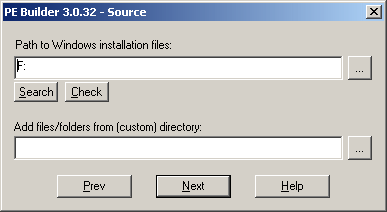 PE Builder 3.0.32 - Source
Path to Windows installation files:
F:
...
Search Check
Add files/folders from (custom) directory:
...
Prev Next Help